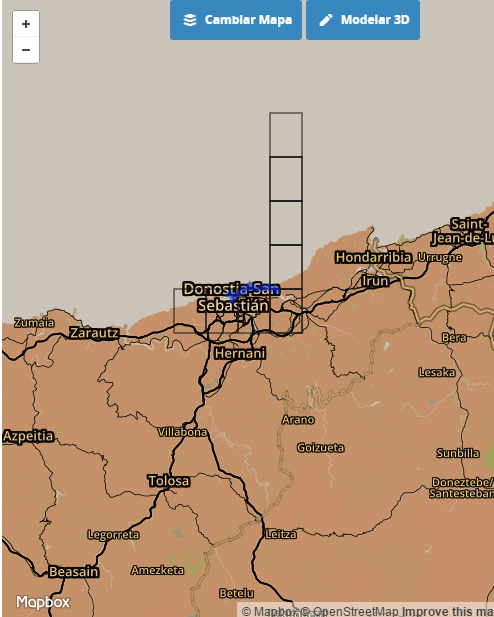 +
Cambiar Mapa
Modelar 3D
−
Saint-
Jean-de-Lu
Hondarribia
Urrugne
Irun
Donostia-San
Sebastián
Zumaia
Zarautz
Bera
Hernani
Lesaka
Arano
Azpeitia
Villabona
Goizueta
Sunbilla
Tolosa
Doneztebe/
Santesteban
Legorreta
Leitza
Beasain
Amezketa
Betelu
Mapbox
© Mapbox © OpenStreetMap Improve this ma